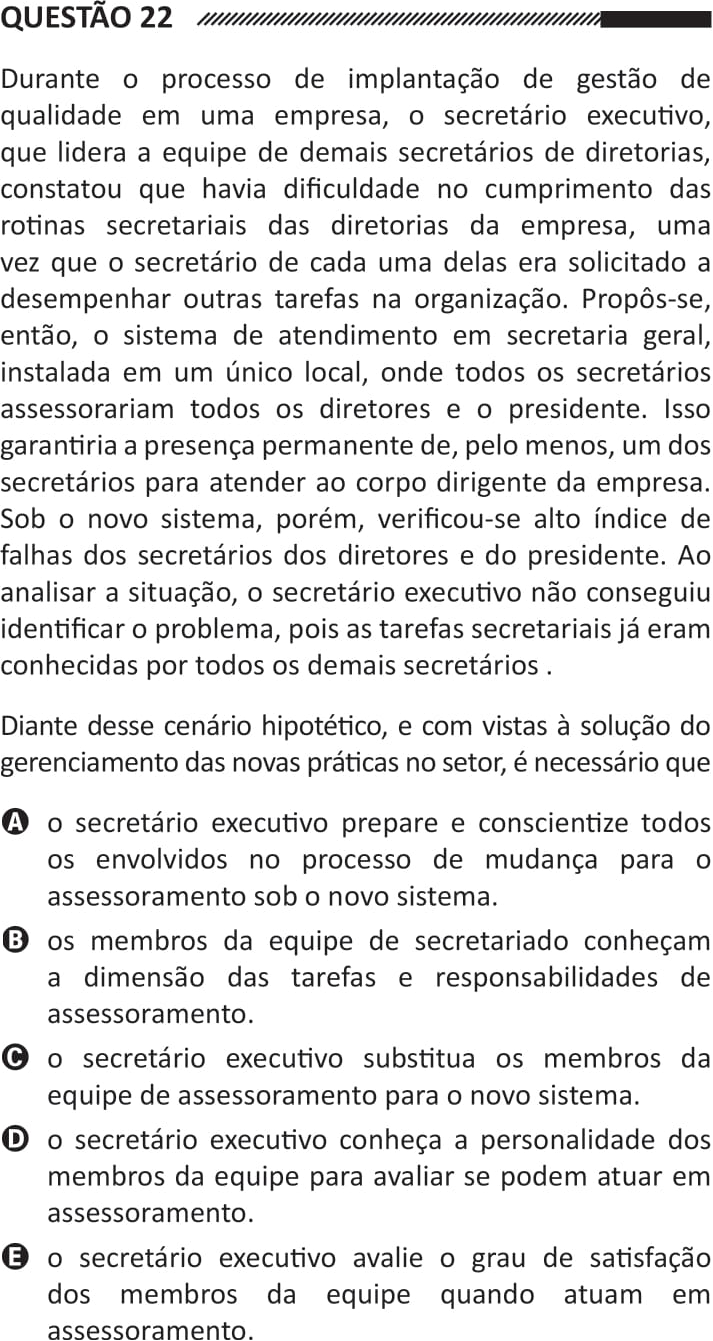 QUESTÃO 22
Durante o processo de implantação de gestão de
qualidade em uma empresa, o secretário executivo,
que lidera a equipe de demais secretários de diretorias,
constatou que havia dificuldade no cumprimento das
rotinas secretariais das diretorias da empresa, uma
vez que o secretário de cada uma delas era solicitado a
desempenhar outras tarefas na organização. Propôs-se,
então, o sistema de atendimento em secretaria geral,
instalada em um único local, onde todos os secretários
assessorariam todos os diretores e o presidente. Isso
garantiria a presença permanente de, pelo menos, um dos
secretários para atender ao corpo dirigente da empresa.
Sob o novo sistema, porém, verificou-se alto índice de
falhas dos secretários dos diretores e do presidente. Ao
analisar a situação, o secretário executivo não conseguiu
identificar o problema, pois as tarefas secretariais já eram
conhecidas por todos os demais secretários .
Diante desse cenário hipotético, e com vistas à solução do
gerenciamento das novas práticas no setor, é necessário que
A o secretário executivo prepare e conscientize todos
os envolvidos no processo de mudança para o
assessoramento sob o novo sistema.
B os membros da equipe de secretariado conheçam
a dimensão das tarefas e responsabilidades de
assessoramento.
C o secretário executivo substitua os membros da
equipe de assessoramento para o novo sistema.
D o secretário executivo conheça a personalidade dos
membros da equipe para avaliar se podem atuar em
assessoramento.
E o secretário executivo avalie o grau de satisfação
dos membros da equipe quando atuam em
assessoramento.